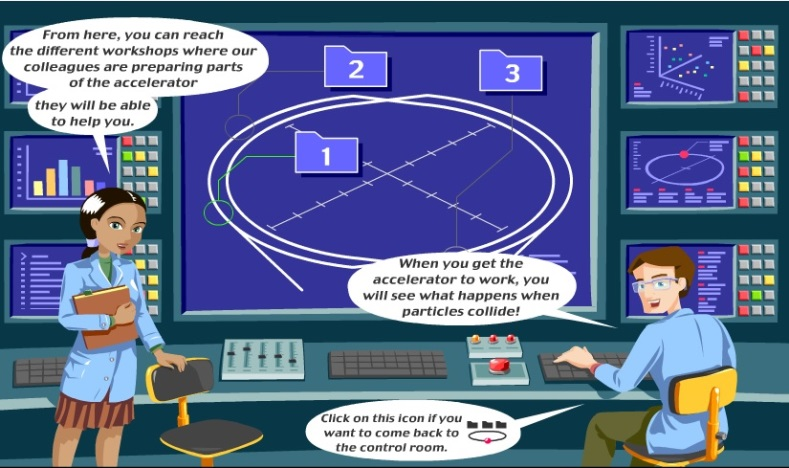 From here, you can reach
the different workshops where our
colleagues are preparing parts
of the accelerator
they will be able
to help you.
2
3
1
When you get the
accelerator to work, you
will see what happens when
particles collide!
Click on this icon if you
want to come back to
the control room.